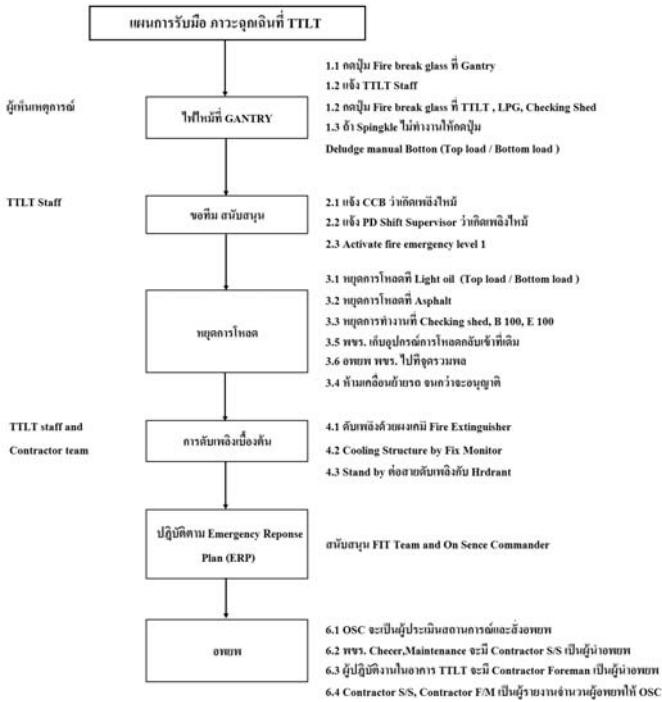 แผนการรับมือ ภาวะฉุกเฉินที่ TTLT
ผู้เห็นเหตุการณ์
ไฟไหม้ที่ GANTRY
1.1 กดปุ่ม Fire break glass ที่ Gantry
1.2 แจ้ง TTLT Staff
1.2 กดปุ่ม Fire break glass ที่ TTLT , LPG, Checking Shed
1.3 ถ้า Spingkle ไม่ทำงานให้กดปุ่ม
Deludge manual Botton (Top load / Bottom load )
TTLT Staff
ขอทีม สนับสนุน
2.1 แจ้ง CCB ว่าเกิดเพลิงไหม้
2.2 แจ้ง PD Shift Supervisor ว่าเกิดเพลิงไหม้
2.3 Activate fire emergency level 1
หยุดการโหลด
3.1 หยุดการโหลดที่ Light oil (Top load / Bottom load )
3.2 หยุดการโหลดที่ Asphalt
3.3 หยุดการทำงานที่ Checking shed, B 100, E 100
3.5 พขร. เก็บอุปกรณ์การโหลดกลับเข้าที่เดิม
3.6 อพยพ พขร. ไปที่จุดรวมพล
3.4 ห้ามเคลื่อนย้ายรถ จนกว่าจะอนุญาติ
TTLT staff and
Contractor team
การดับเพลิงเบื้องต้น
4.1 ดับเพลิงด้วยผงเคมี Fire Extinguisher
4.2 Cooling Structure by Fix Monitor
4.3 Stand by ต่อสายดับเพลิงกับ Hrdrant
ปฎิบัติตาม Emergency Reponse
Plan (ERP)
สนับสนุน FIT Team and On Sence Commander
อพยพ
6.1 OSC จะเป็นผู้ประเมินสถานการณ์และสั่งอพยพ
6.2 พขร. Checer,Maintenance จะมี Contractor S/S เป็นผู้นำอพยพ
6.3 ผู้ปฎิบัติงานในอาคาร TTLT จะมี Contractor Foreman เป็นผู้นำอพยพ
6.4 Contractor S/S, Contractor F/M เป็นผู้รายงานจำนวนผู้อพยพให้ OSC